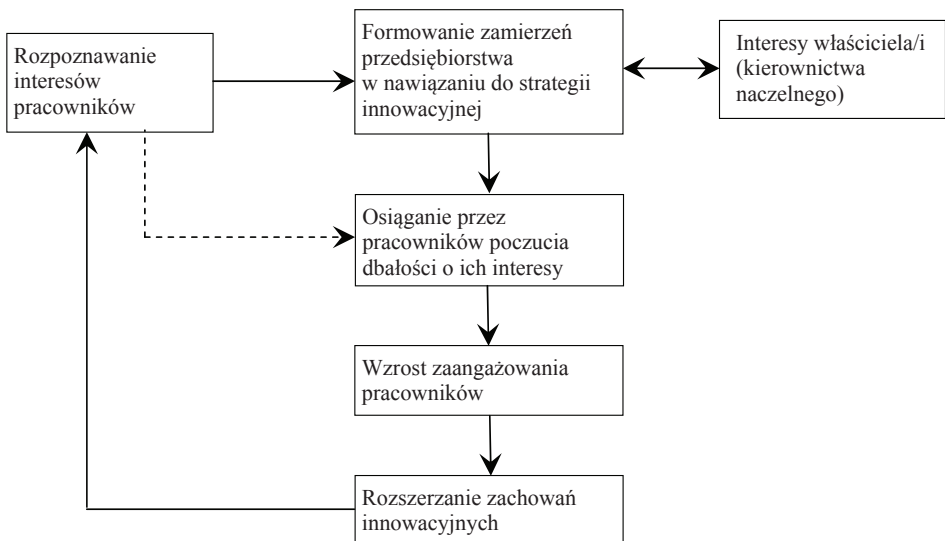 Rozpoznawanie
interesów
pracowników
Formowanie zamierzeń
przedsiębiorstwa
w nawiązaniu do strategii
innowacyjnej
Interesy właściciela/i
(kierownictwa
naczelnego)
Osiąganie przez
pracowników poczucia
dbałości o ich interesy
Wzrost zaangażowania
pracowników
Rozszerzanie zachowań
innowacyjnych